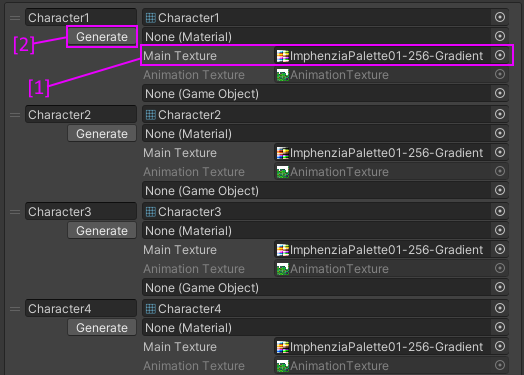 Character1 Character1
[2] Generate None (Material)
Main Texture ImphenziaPalette01-256-Gradient
[1] Animation Texture AnimationTexture
None (Game Object)
Character2 Character2
Generate None (Material)
Main Texture ImphenziaPalette01-256-Gradient
Animation Texture AnimationTexture
None (Game Object)
Character3 Character3
Generate None (Material)
Main Texture ImphenziaPalette01-256-Gradient
Animation Texture AnimationTexture
None (Game Object)
Character4 Character4
Generate None (Material)
Main Texture ImphenziaPalette01-256-Gradient
Animation Texture AnimationTexture